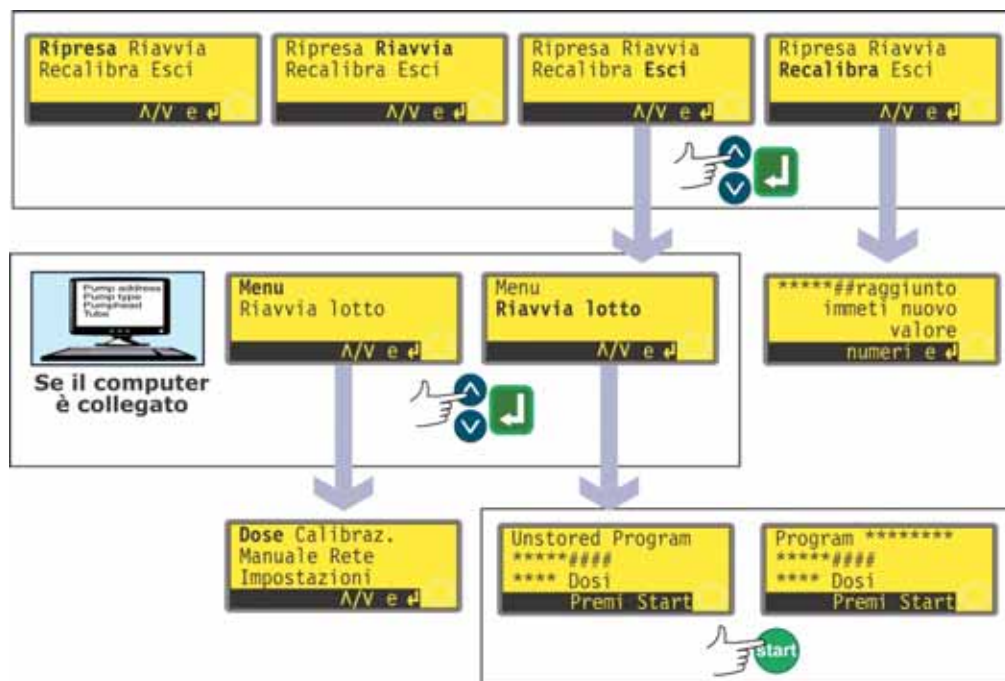 Ripresa Riavvia
Recalibra Esci
∧/∨ e ↵
Ripresa Riavvia
Recalibra Esci
∧/∨ e ↵
Ripresa Riavvia
Recalibra Esci
∧/∨ e ↵
Ripresa Riavvia
Recalibra Esci
∧/∨ e ↵
Pump address
Pump type
Pumphead
Tube
Se il computer
è collegato
Menu
Riavvia lotto
∧/∨ e ↵
Menu
Riavvia lotto
∧/∨ e ↵
*****##raggiunto
immeti nuovo
valore
numeri e ↵
Dose Calibraz.
Manuale Rete
Impostazioni
∧/∨ e ↵
Unstored Program
*****####
**** Dosi
Premi Start
Program ********
*****####
**** Dosi
Premi Start
start